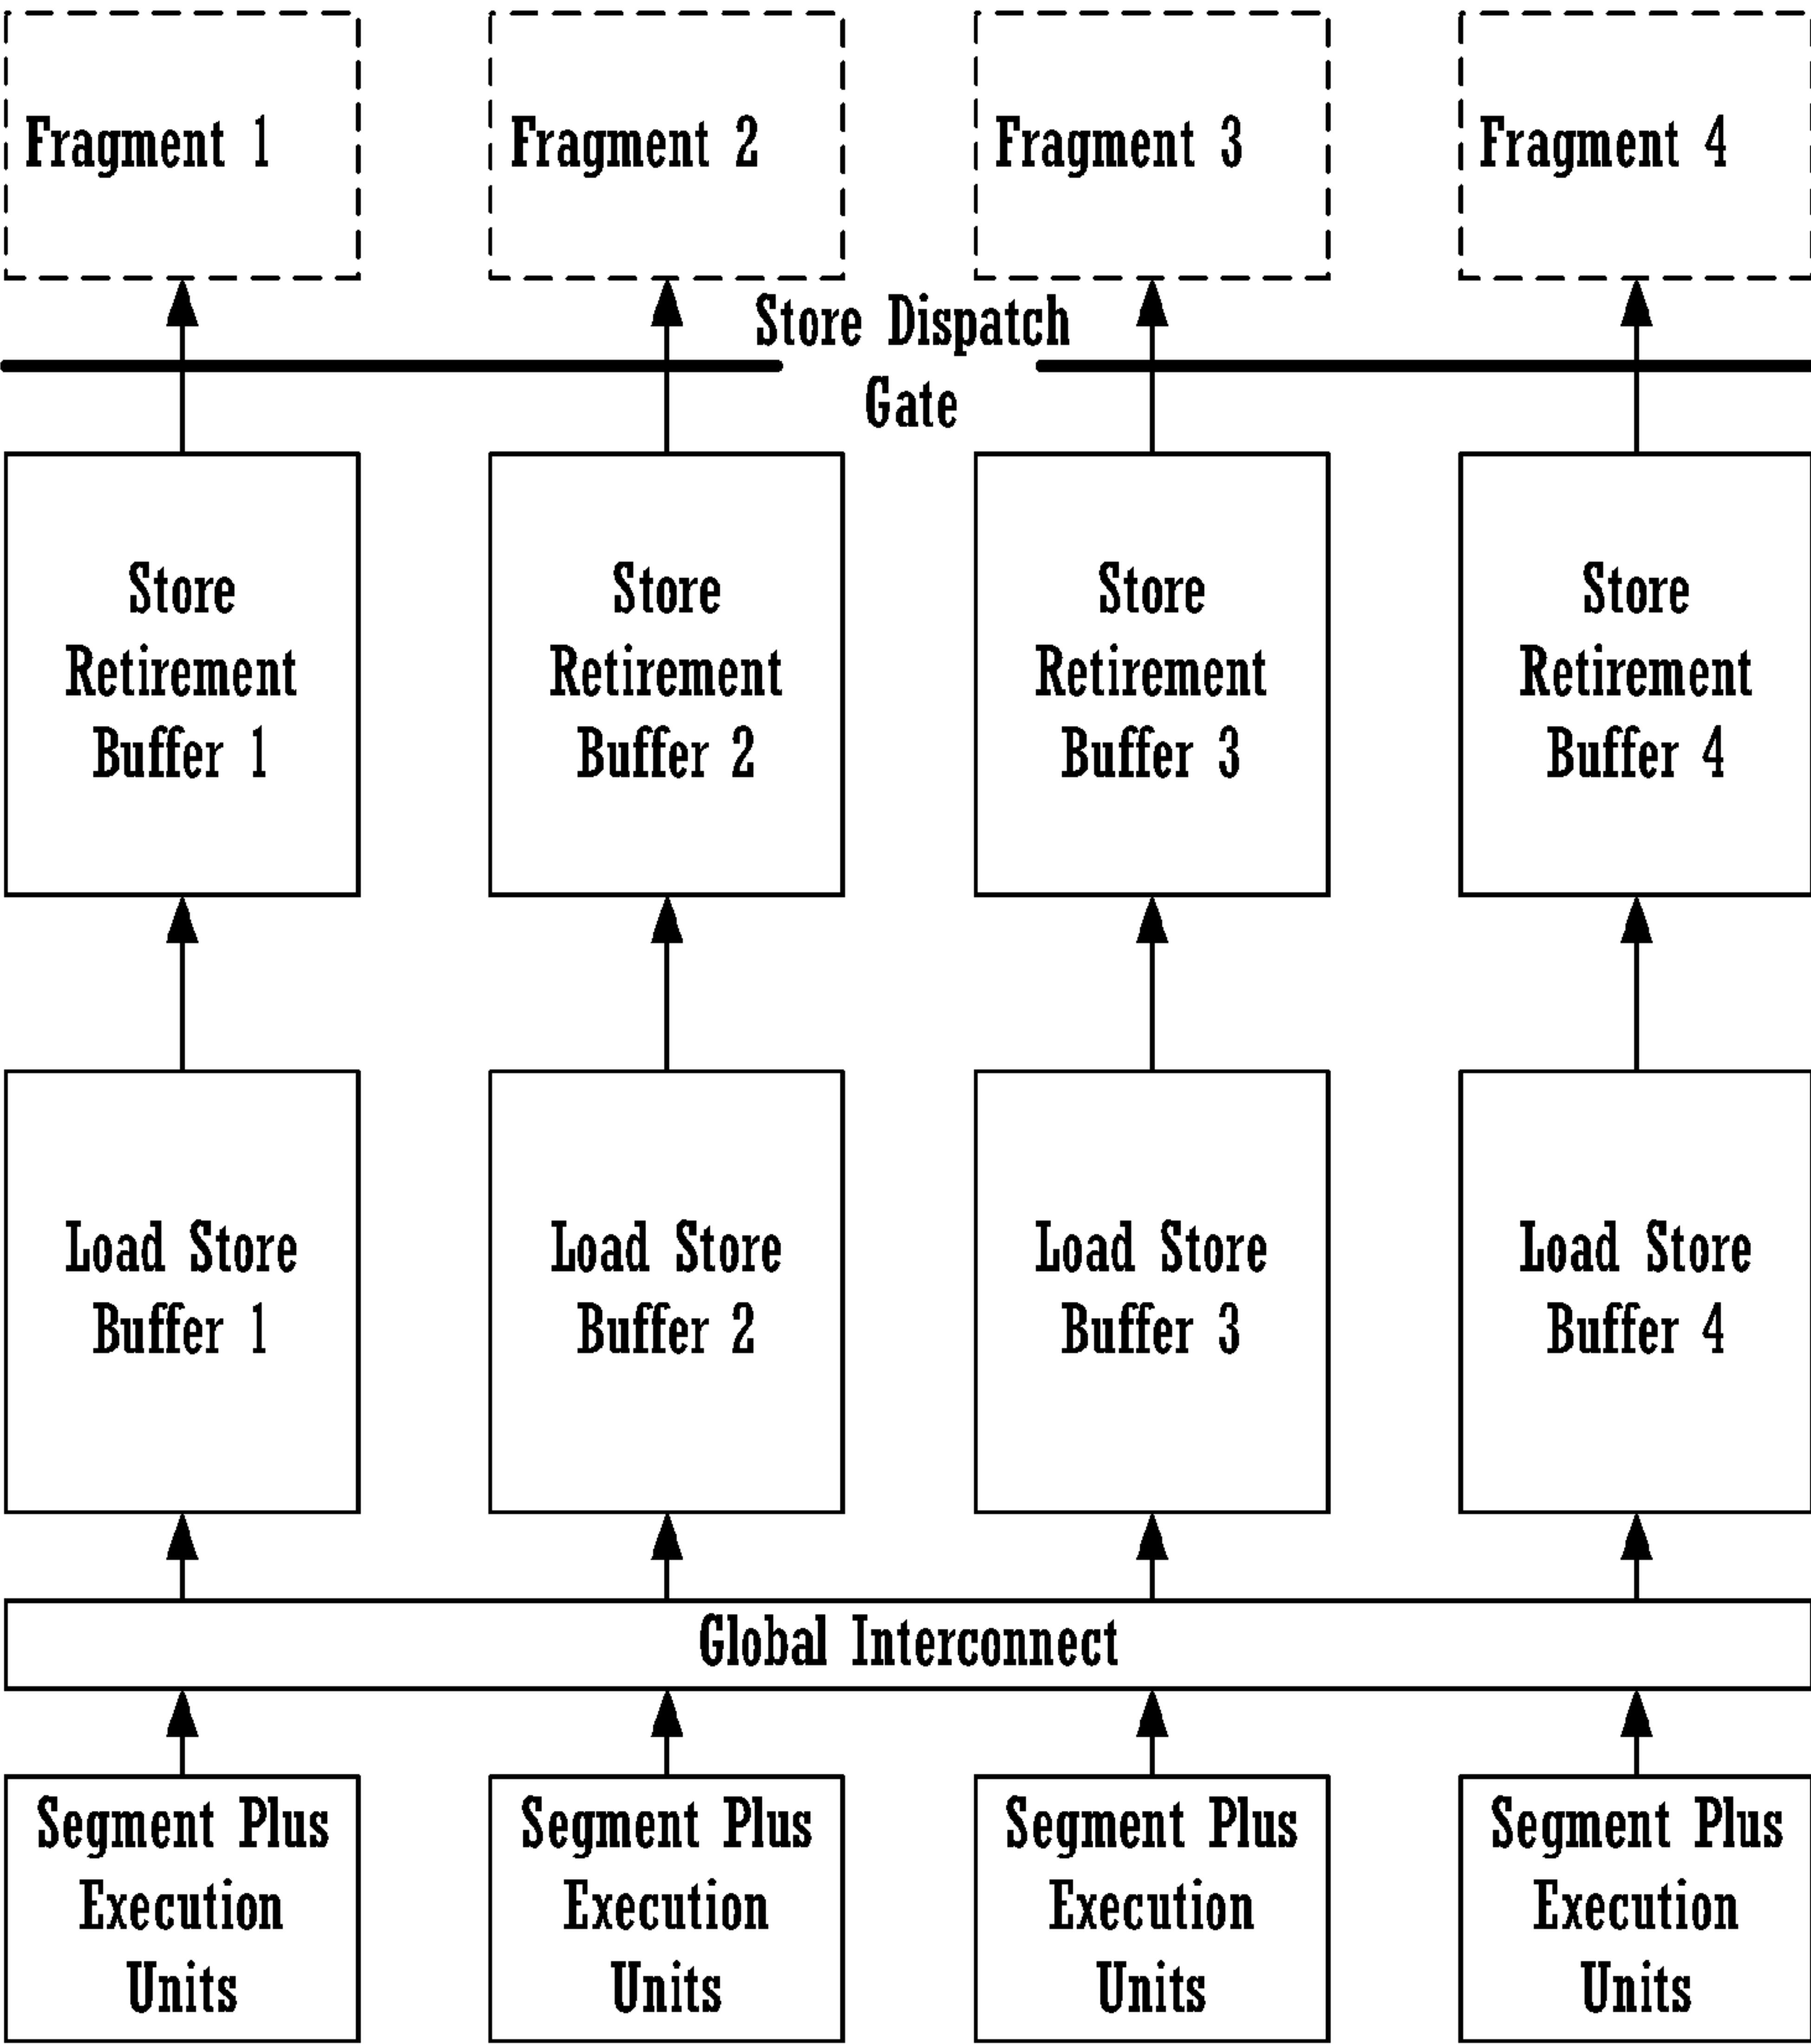 Fragment 1
Fragment 2
Fragment 3
Fragment 4
Store Dispatch
Gate
Store
Retirement
Buffer 1
Store
Retirement
Buffer 2
Store
Retirement
Buffer 3
Store
Retirement
Buffer 4
Load Store
Buffer 1
Load Store
Buffer 2
Load Store
Buffer 3
Load Store
Buffer 4
Global Interconnect
Segment Plus
Execution
Units
Segment Plus
Execution
Units
Segment Plus
Execution
Units
Segment Plus
Execution
Units